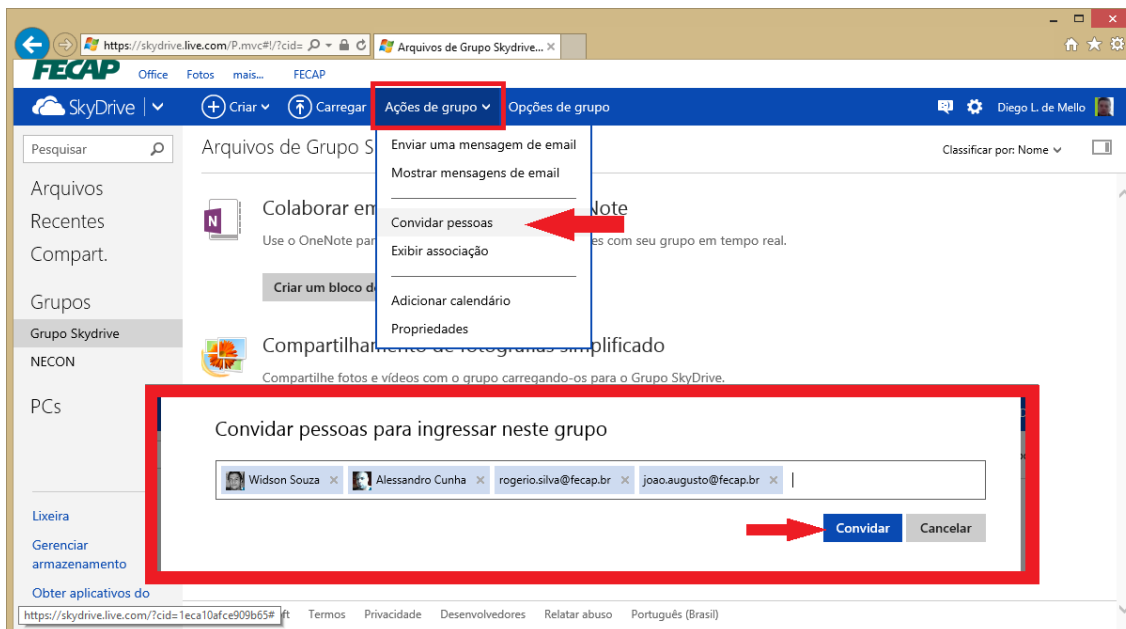 https://skydrive.live.com/P.mvc#!/?cid=
Arquivos de Grupo Skydrive...
FECAP Office Fotos mais... FECAP
SkyDrive Criar Carregar Ações de grupo Opções de grupo Diego L. de Mello
Pesquisar
Arquivos de Grupo S
Classificar por: Nome
Enviar uma mensagem de email
Mostrar mensagens de email
Convidar pessoas
Exibir associação
Adicionar calendário
Propriedades
Arquivos
Recentes
Compart.
Grupos
Grupo Skydrive
NECON
PCs
Lixeira
Gerenciar
armazenamento
Obter aplicativos do
N
Colaborar em Note
Use o OneNote par es com seu grupo em tempo real.
Criar um bloco d
Compartilhamento de fotografias simplificado
Compartilhe fotos e vídeos com o grupo carregando-os para o Grupo SkyDrive.
Convidar pessoas para ingressar neste grupo
Widson Souza Alessandro Cunha rogerio.silva@fecap.br joao.augusto@fecap.br
Convidar Cancelar
https://skydrive.live.com/?cid=1eca10afce909b65#
ft Termos Privacidade Desenvolvedores Relatar abuso Português (Brasil)